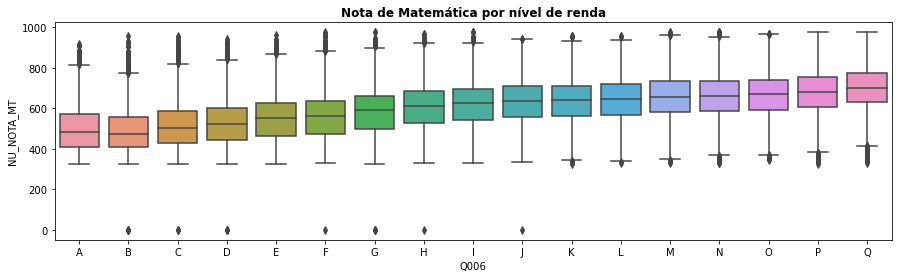 Nota de Matemática por nível de renda
NU_NOTA_MT
1000
800
600
400
200
0
A B C D E F G H I J K L M N O P Q
Q006